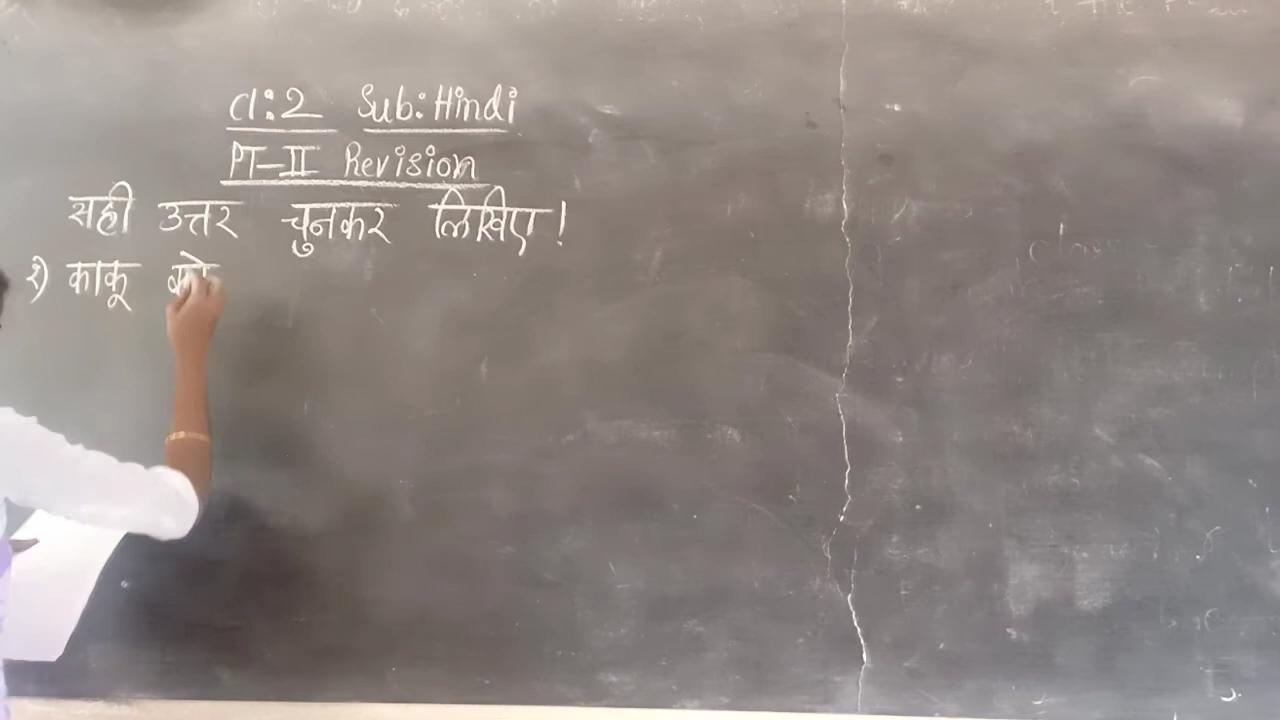 Cl:2 Sub:Hindi
PT-II Revision
सही उत्तर चुनकर लिखिए!
१) काकू